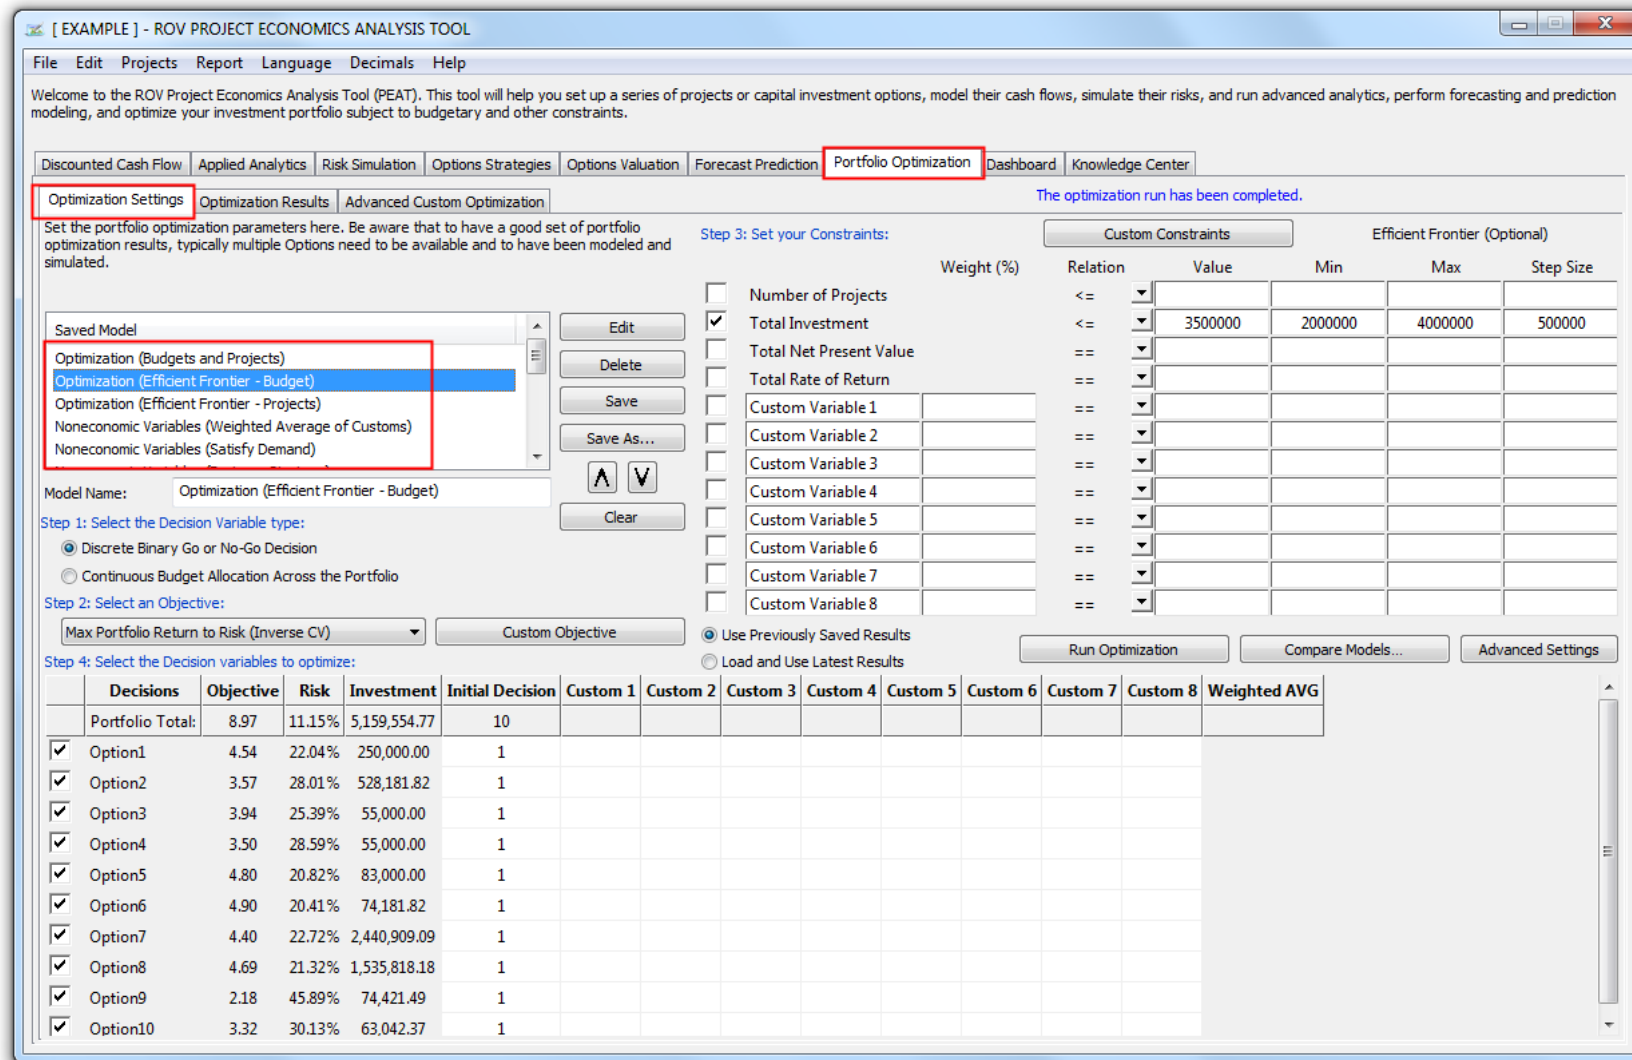 [ EXAMPLE ] - ROV PROJECT ECONOMICS ANALYSIS TOOL
File Edit Projects Report Language Decimals Help
Welcome to the ROV Project Economics Analysis Tool (PEAT). This tool will help you set up a series of projects or capital investment options, model their cash flows, simulate their risks, and run advanced analytics, perform forecasting and prediction
modeling, and optimize your investment portfolio subject to budgetary and other constraints.
Discounted Cash Flow Applied Analytics Risk Simulation Options Strategies Options Valuation Forecast Prediction Portfolio Optimization Dashboard Knowledge Center
Optimization Settings Optimization Results Advanced Custom Optimization
The optimization run has been completed.
Set the portfolio optimization parameters here. Be aware that to have a good set of portfolio
optimization results, typically multiple Options need to be available and to have been modeled and
simulated.
Saved Model
Optimization (Budgets and Projects)
Optimization (Efficient Frontier - Budget)
Optimization (Efficient Frontier - Projects)
Noneconomic Variables (Weighted Average of Customs)
Noneconomic Variables (Satisfy Demand)
Edit
Delete
Save
Save As...
Λ V
Clear
Model Name: Optimization (Efficient Frontier - Budget)
Step 1: Select the Decision Variable type:
Discrete Binary Go or No-Go Decision
Continuous Budget Allocation Across the Portfolio
Step 2: Select an Objective:
Max Portfolio Return to Risk (Inverse CV) Custom Objective
Step 3: Set your Constraints: Custom Constraints Efficient Frontier (Optional)
Weight (%) Relation Value Min Max Step Size
Number of Projects <=
Total Investment <= 3500000 2000000 4000000 500000
Total Net Present Value ==
Total Rate of Return ==
Custom Variable 1 ==
Custom Variable 2 ==
Custom Variable 3 ==
Custom Variable 4 ==
Custom Variable 5 ==
Custom Variable 6 ==
Custom Variable 7 ==
Custom Variable 8 ==
Use Previously Saved Results
Load and Use Latest Results
Run Optimization Compare Models... Advanced Settings
Step 4: Select the Decision variables to optimize:
Decisions Objective Risk Investment Initial Decision Custom 1 Custom 2 Custom 3 Custom 4 Custom 5 Custom 6 Custom 7 Custom 8 Weighted AVG
Portfolio Total: 8.97 11.15% 5,159,554.77 10
Option1 4.54 22.04% 250,000.00 1
Option2 3.57 28.01% 528,181.82 1
Option3 3.94 25.39% 55,000.00 1
Option4 3.50 28.59% 55,000.00 1
Option5 4.80 20.82% 83,000.00 1
Option6 4.90 20.41% 74,181.82 1
Option7 4.40 22.72% 2,440,909.09 1
Option8 4.69 21.32% 1,535,818.18 1
Option9 2.18 45.89% 74,421.49 1
Option10 3.32 30.13% 63,042.37 1